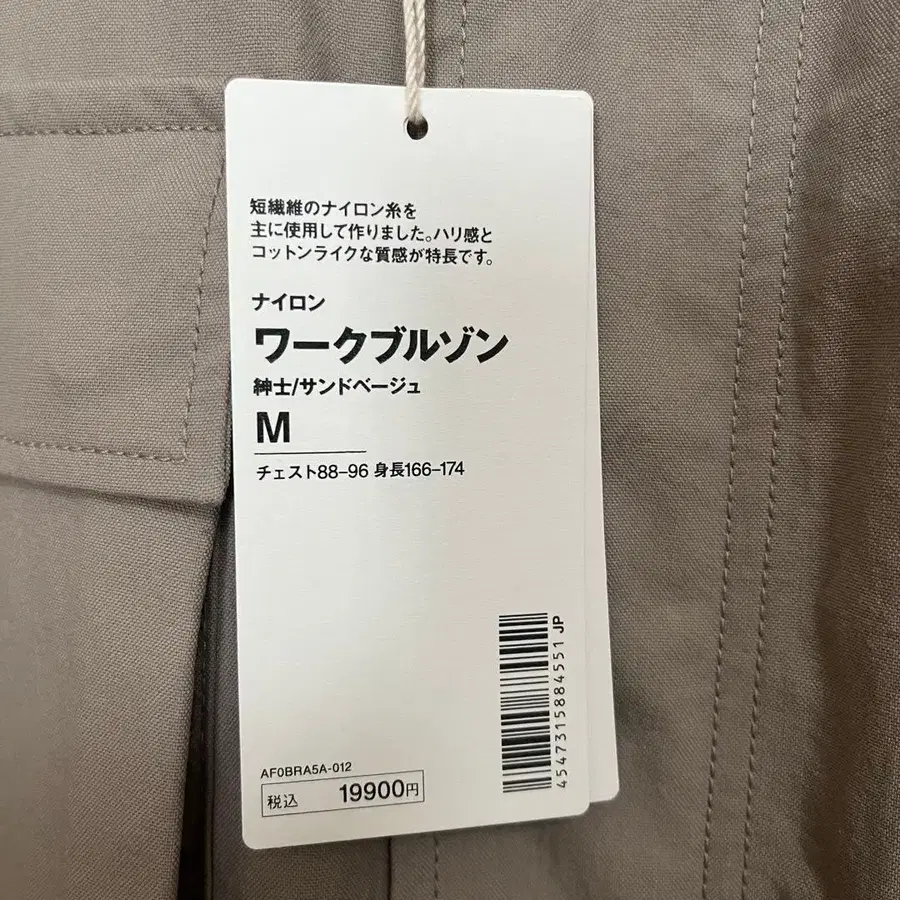 短繊維のナイロン糸を
主に使用して作りました。ハリ感と
コットンライクな質感が特長です。
ナイロン
ワークブルゾン
紳士/サンドベージュ
M
チェスト88–96 身長166–174
4547315884551 JP
AF0BRA5A-012
税込 19900円